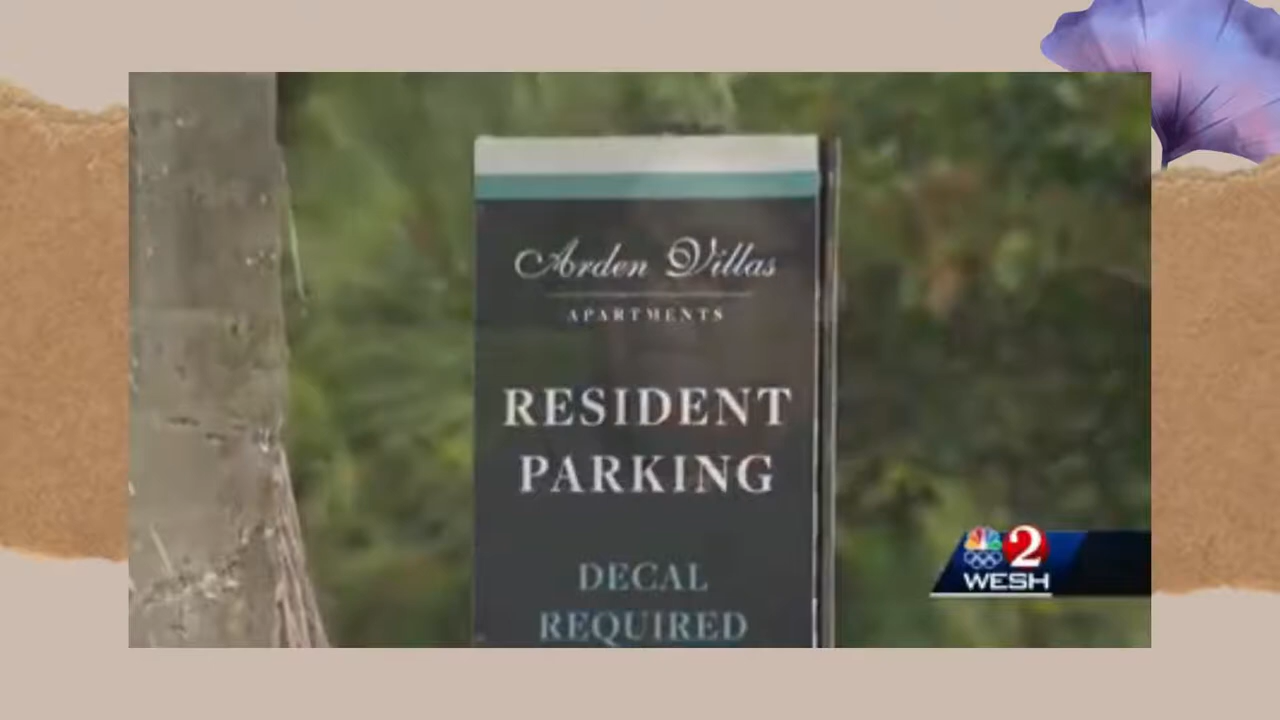 Arden Villas
APARTMENTS
RESIDENT
PARKING
DECAL
REQUIRED
2
WESH